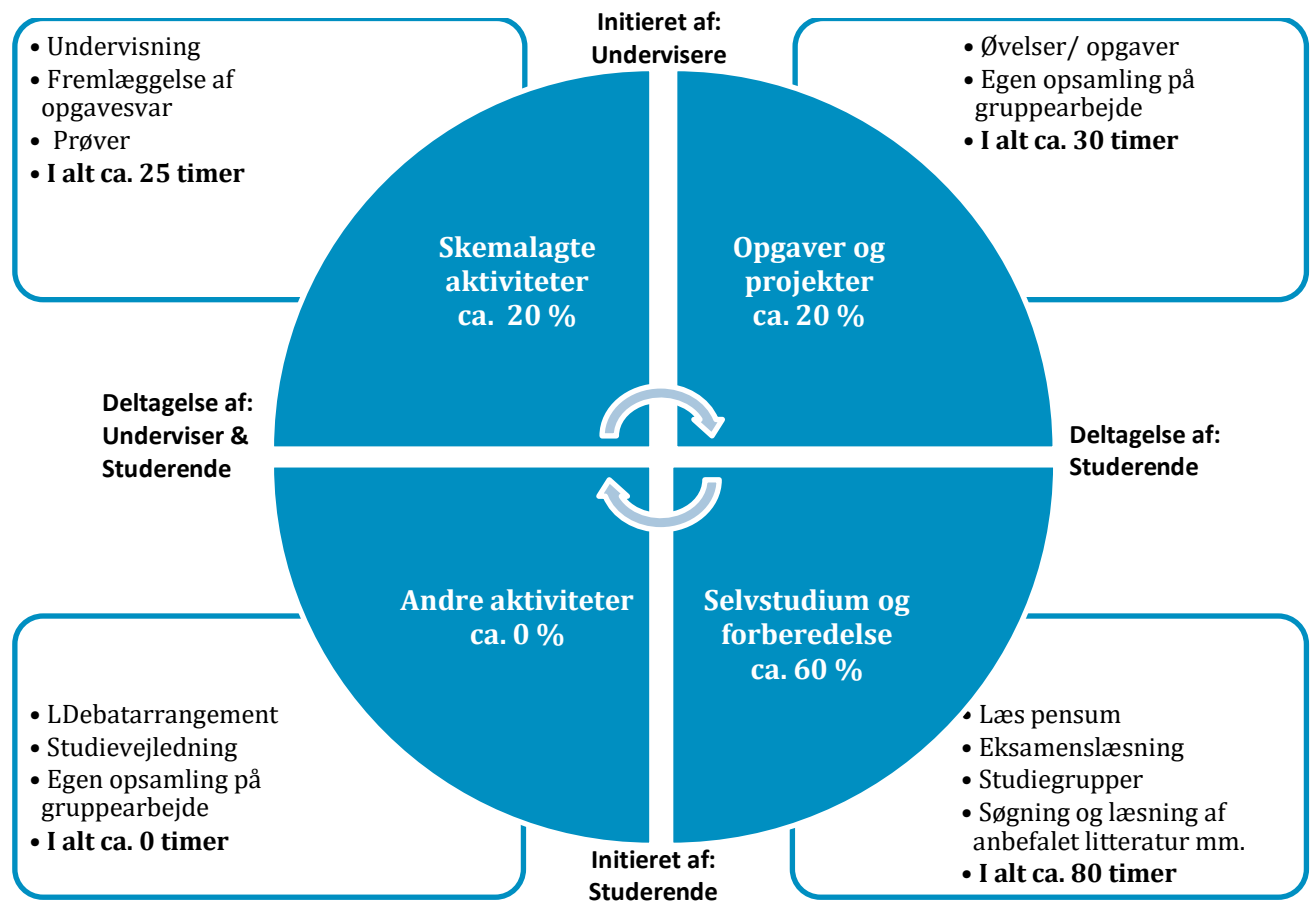 Initieret af:
Undervisere
• Undervisning
• Fremlæggelse af
opgavesvar
• Prøver
• I alt ca. 25 timer
• Øvelser/ opgaver
• Egen opsamling på
gruppearbejde
• I alt ca. 30 timer
Skemalagte
aktiviteter
ca. 20 %
Opgaver og
projekter
ca. 20 %
Deltagelse af:
Underviser &
Studerende
Deltagelse af:
Studerende
Andre aktiviteter
ca. 0 %
Selvstudium og
forberedelse
ca. 60 %
• LDebatarrangement
• Studievejledning
• Egen opsamling på
gruppearbejde
• I alt ca. 0 timer
• Læs pensum
• Eksamenslæsning
• Studiegrupper
• Søgning og læsning af
anbefalet litteratur mm.
• I alt ca. 80 timer
Initieret af:
Studerende